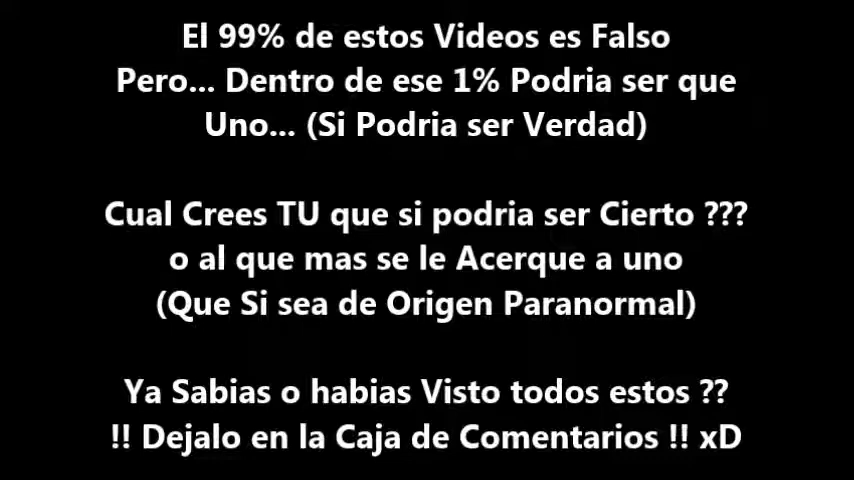 El 99% de estos Videos es Falso
Pero... Dentro de ese 1% Podria ser que
Uno... (Si Podria ser Verdad)
Cual Crees TU que si podria ser Cierto ???
o al que mas se le Acerque a uno
(Que Si sea de Origen Paranormal)
Ya Sabias o habias Visto todos estos ??
!! Dejalo en la Caja de Comentarios !! xD